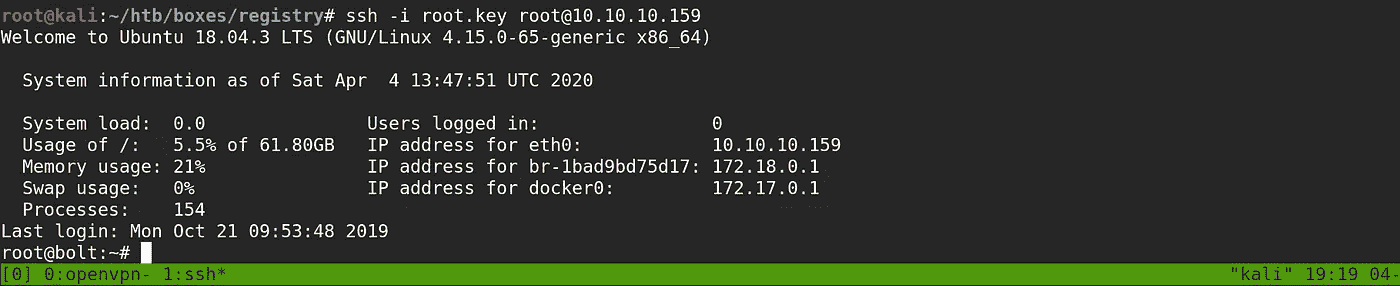 root@kali:~/htb/boxes/registry# ssh -i root.key root@10.10.10.159
Welcome to Ubuntu 18.04.3 LTS (GNU/Linux 4.15.0-65-generic x86_64)
System information as of Sat Apr  4 13:47:51 UTC 2020
System load:  0.0                Users logged in:                0
Usage of /:   5.5% of 61.80GB   IP address for eth0:            10.10.10.159
Memory usage: 21%               IP address for br-1bad9bd75d17: 172.18.0.1
Swap usage:   0%                IP address for docker0:         172.17.0.1
Processes:    154
Last login: Mon Oct 21 09:53:48 2019
root@bolt:~#
[0] 0:openvpn- 1:ssh* "kali" 19:19 04-